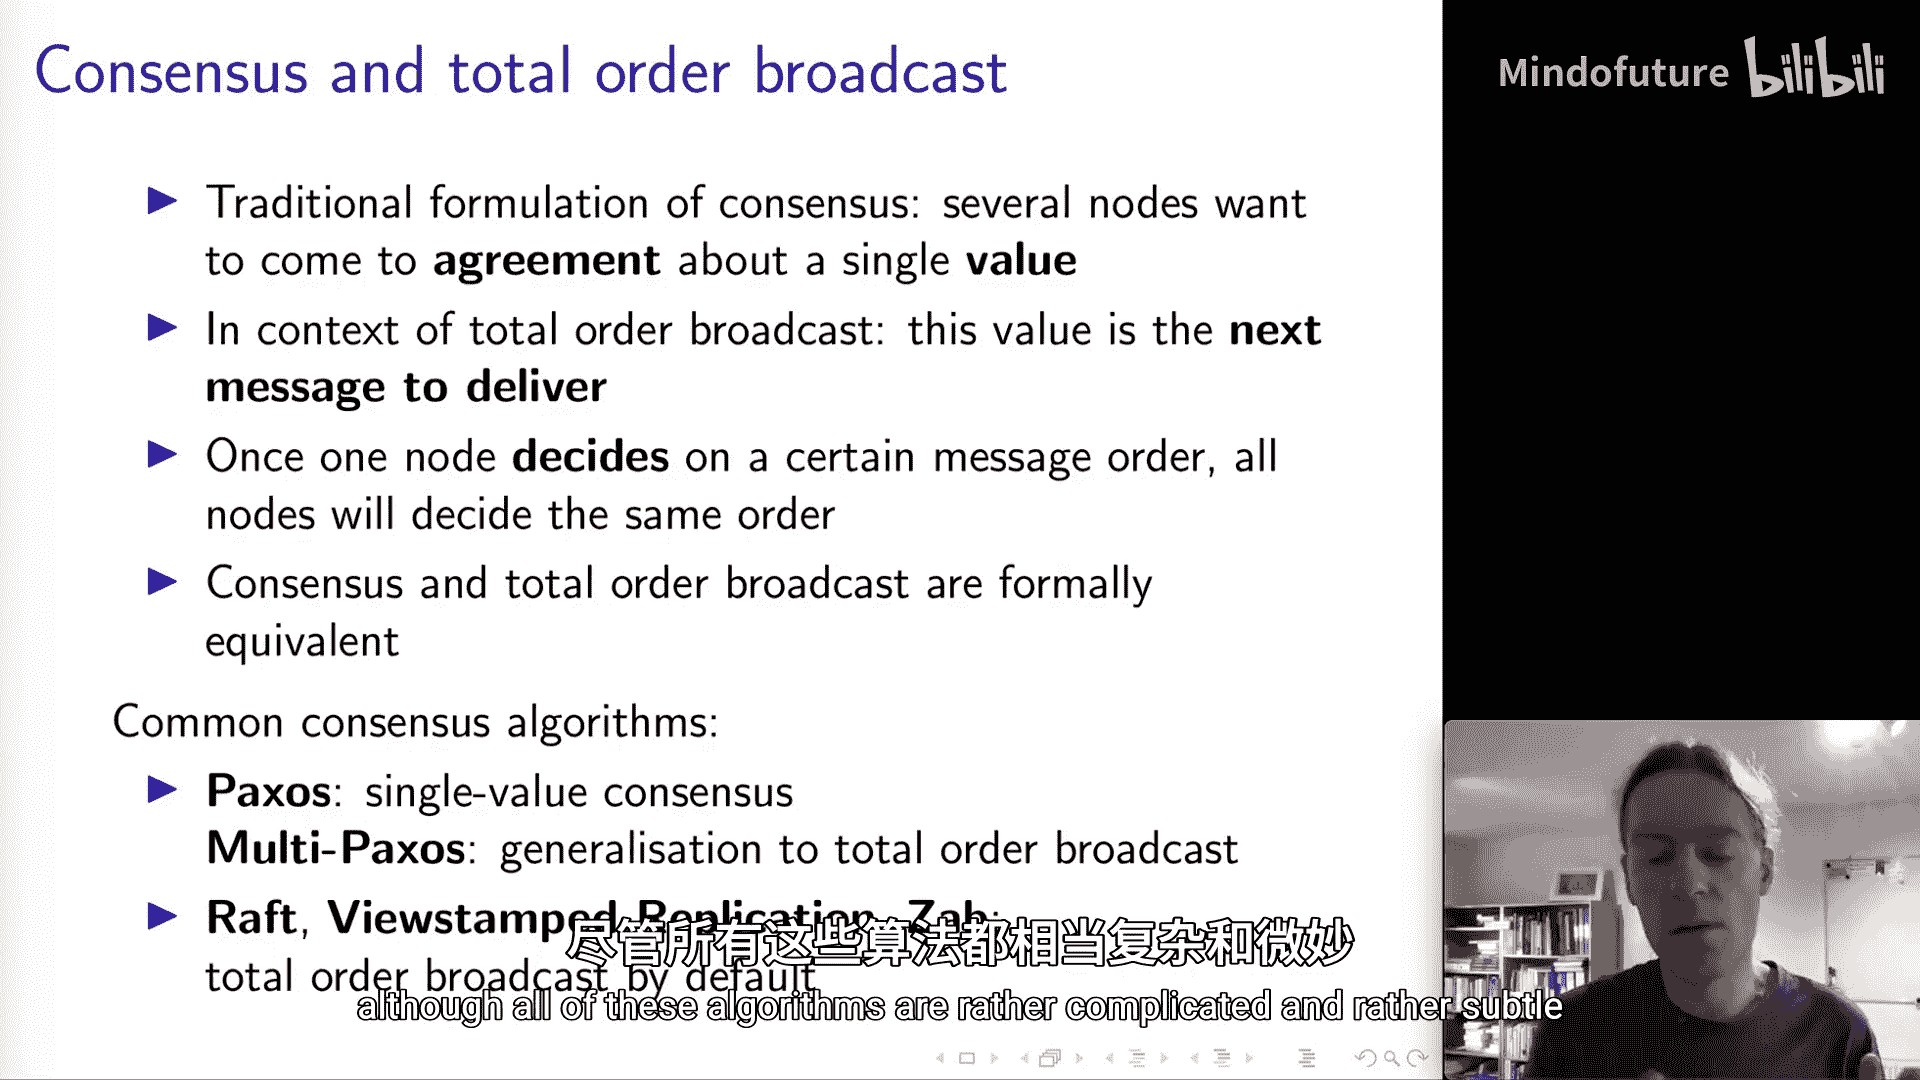 Consensus and total order broadcast
Mindofuture bilibili
Traditional formulation of consensus: several nodes want
to come to agreement about a single value
In context of total order broadcast: this value is the next
message to deliver
Once one node decides on a certain message order, all
nodes will decide the same order
Consensus and total order broadcast are formally
equivalent
Common consensus algorithms:
Paxos: single-value consensus
Multi-Paxos: generalisation to total order broadcast
Raft, Viewstamped Replication, Zab:
total order broadcast by default
尽管所有这些算法都相当复杂和微妙
although all of these algorithms are rather complicated and rather subtle